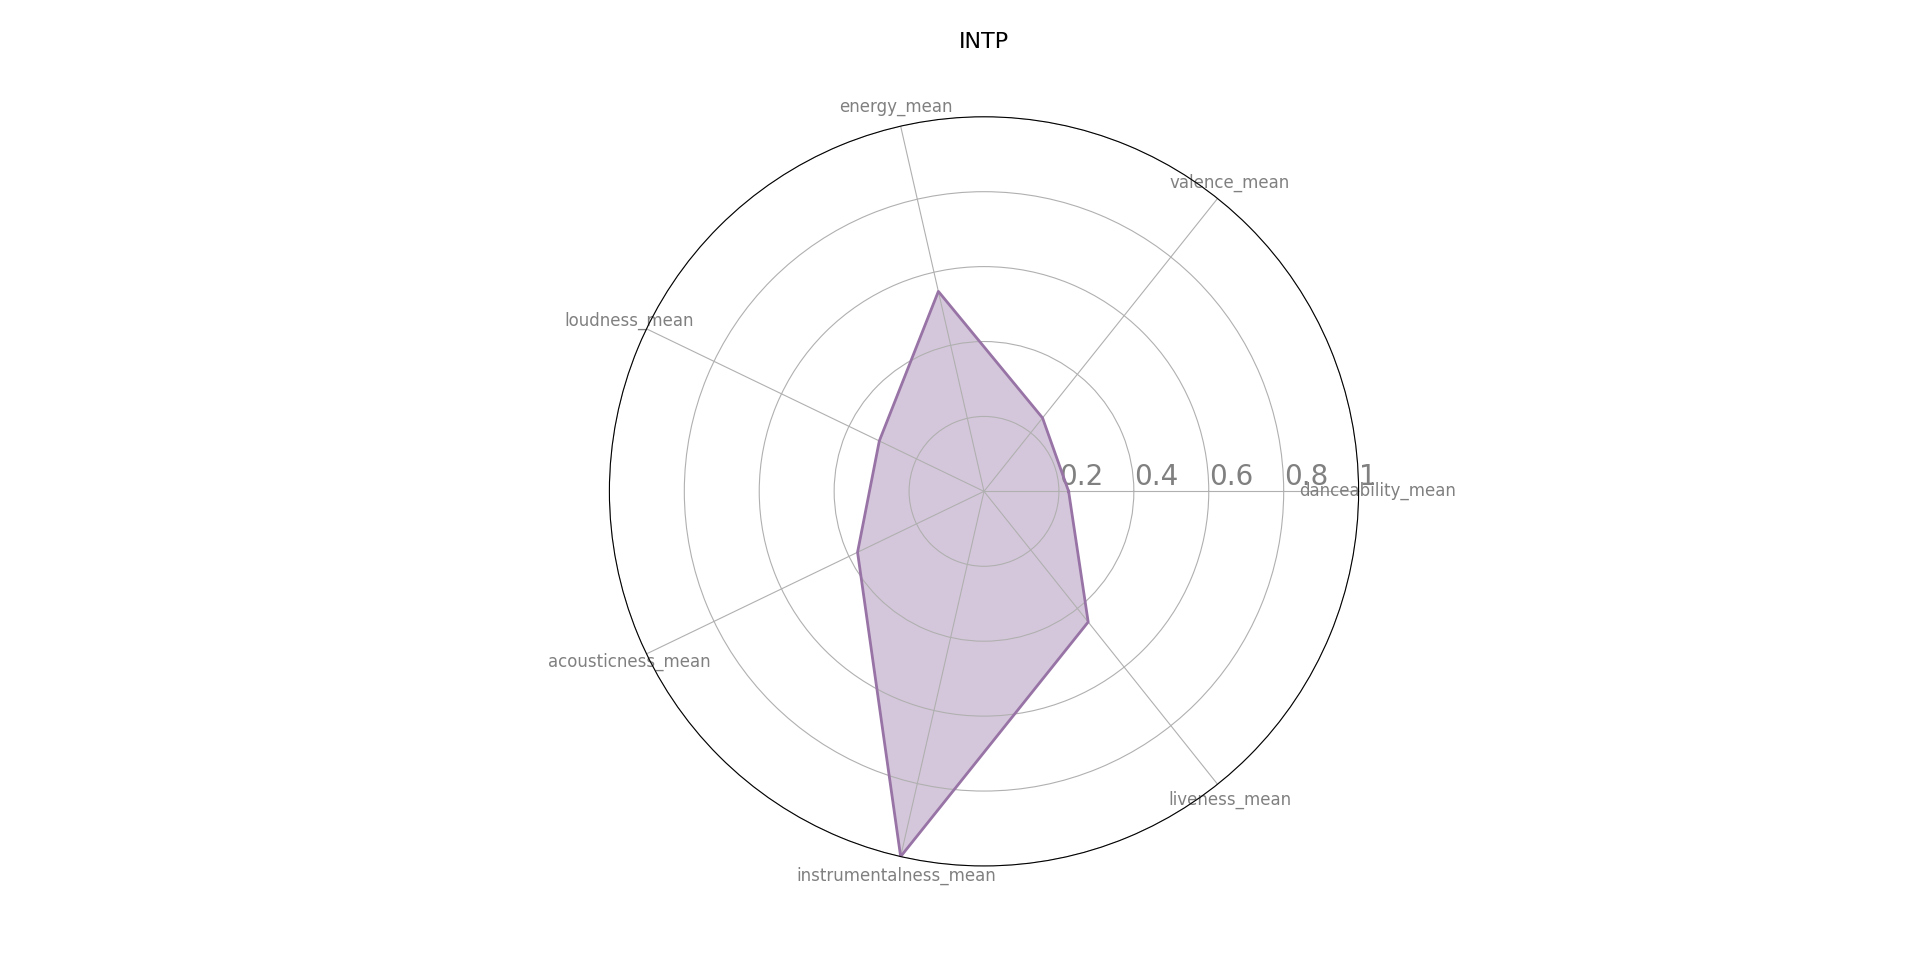 INTP
energy_mean
valence_mean
loudness_mean
0.2 0.4 0.6 0.8 1
danceability_mean
acousticness_mean
liveness_mean
instrumentalness_mean